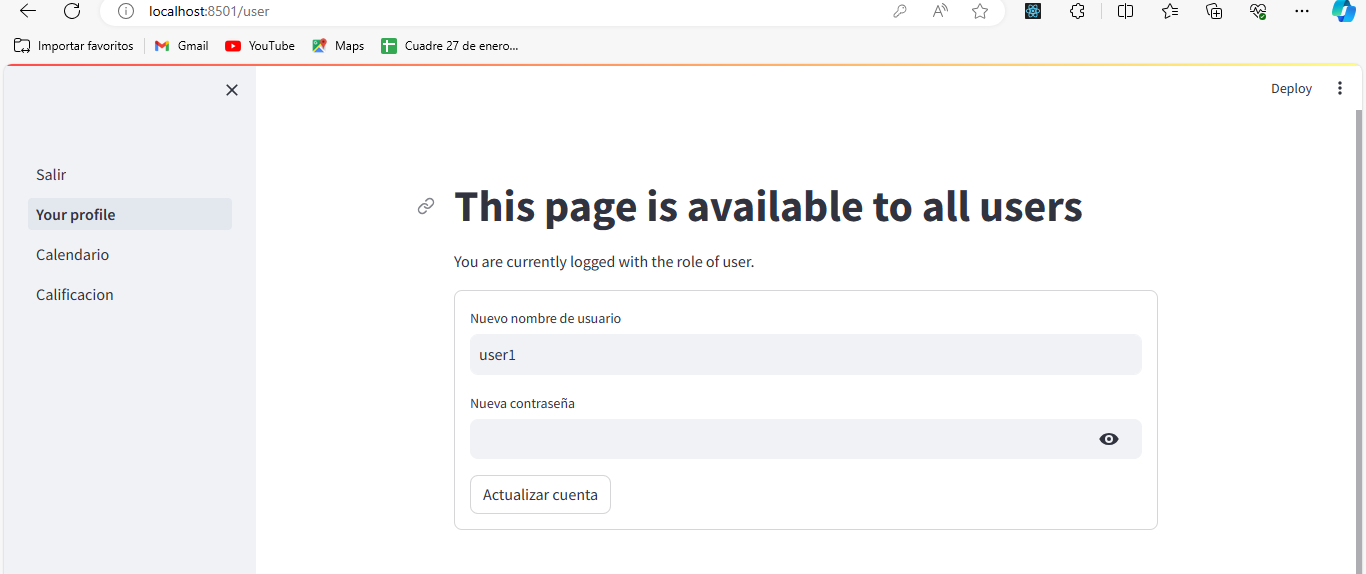 localhost:8501/user
Importar favoritos
Gmail
YouTube
Maps
Cuadre 27 de enero...
Deploy
Salir
Your profile
Calendario
Calificacion
This page is available to all users
You are currently logged with the role of user.
Nuevo nombre de usuario
user1
Nueva contraseña
Actualizar cuenta